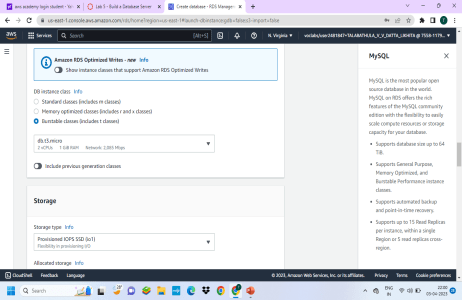 aws academy login student - Vo
Lab 5 - Build a Database Server
Create database - RDS Manage
us-east-1.console.aws.amazon.com/rds/home?region=us-east-1#launch-dbinstance:gdb=false;s3-import=false
aws
Services
Search
[Alt+S]
N. Virginia
Amazon RDS Optimized Writes - new Info
Show instance classes that support Amazon RDS Optimized Writes
DB instance class Info
Standard classes (includes m classes)
Memory optimized classes (includes r and x classes)
Burstable classes (includes t classes)
db.t3.micro
2 vCPUs 1 GiB RAM Network: 2,085 Mbps
Include previous generation classes
Storage
Storage type Info
Provisioned IOPS SSD (io1)
Flexibility in provisioning I/O
Allocated storage Info
MySQL
MySQL is the most popular open
source database in the world.
MySQL on RDS offers the rich
features of the MySQL community
edition with the flexibility to easily
scale compute resources or storage
capacity for your database.
• Supports database size up to 64
TiB.
• Supports General Purpose,
Memory Optimized, and
Burstable Performance instance
classes.
• Supports automated backup
and point-in-time recovery.
• Supports up to 15 Read Replicas
per instance, within a single
Region or 5 read replicas cross-
region.
CloudShell Feedback Language
© 2023, Amazon Web Services, Inc. or its affiliates. Privacy Terms Cookie preferences
Search
ENG
IN
22:00
03-04-2023